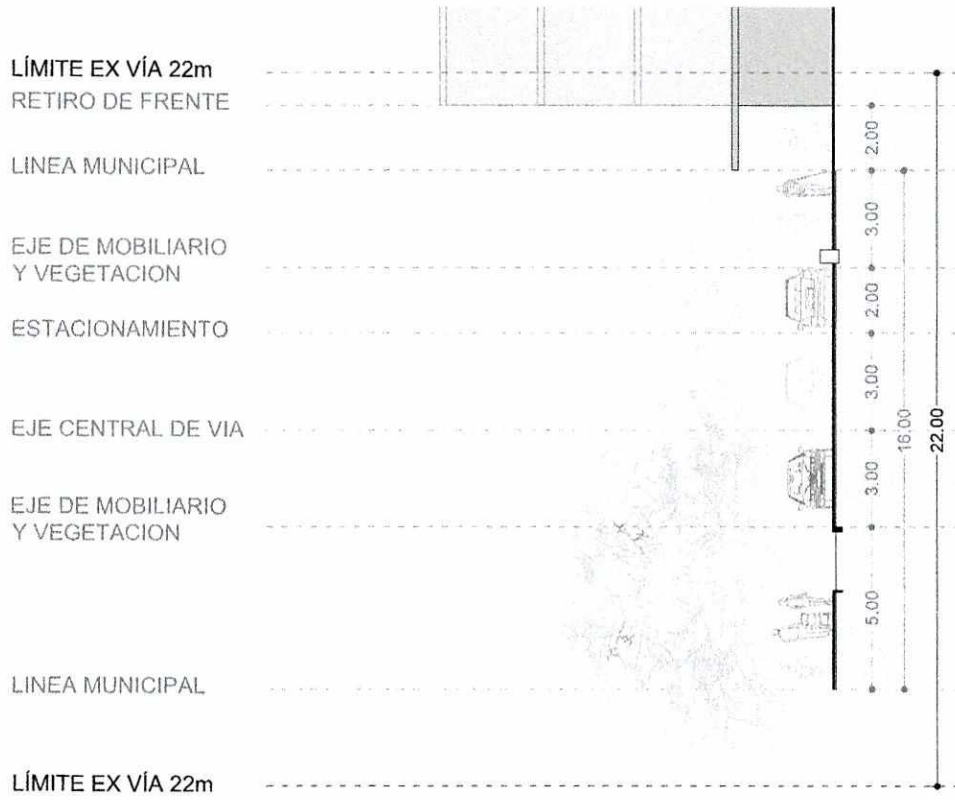 LÍMITE EX VÍA 22m
RETIRO DE FRENTE
LINEA MUNICIPAL
EJE DE MOBILIARIO
Y VEGETACION
ESTACIONAMIENTO
EJE CENTRAL DE VIA
EJE DE MOBILIARIO
Y VEGETACION
LINEA MUNICIPAL
LÍMITE EX VÍA 22m
2.00
3.00
2.00
3.00
3.00
5.00
16.00
22.00